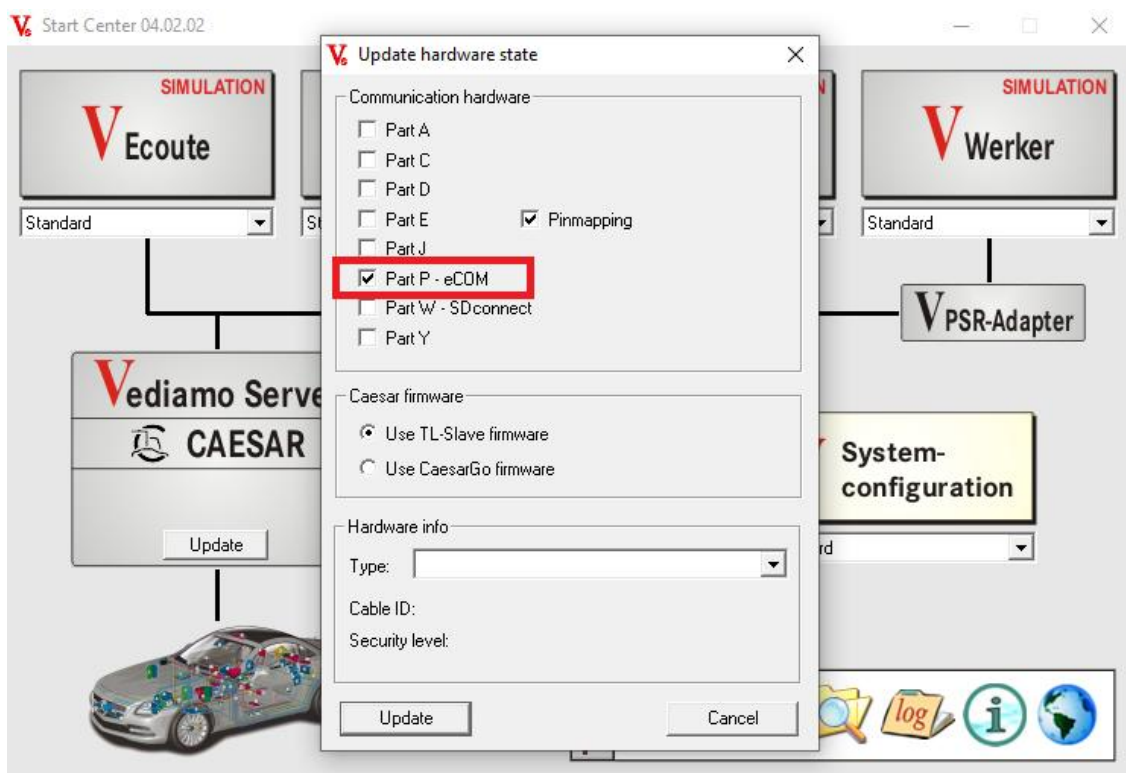 Start Center 04.02.02
Update hardware state
SIMULATION
Ecoute
Standard
Communication hardware
Part A
Part C
Part D
Part E
Pinmapping
Part J
Part P - eCOM
Part W - SDconnect
Part Y
SIMULATION
Werker
Standard
PSR-Adapter
Vediamo Serve
CAESAR
Update
Caesar firmware
Use TL-Slave firmware
Use CaesarGo firmware
System-
configuration
Hardware info
Type:
Cable ID:
Security level:
Update
Cancel
log